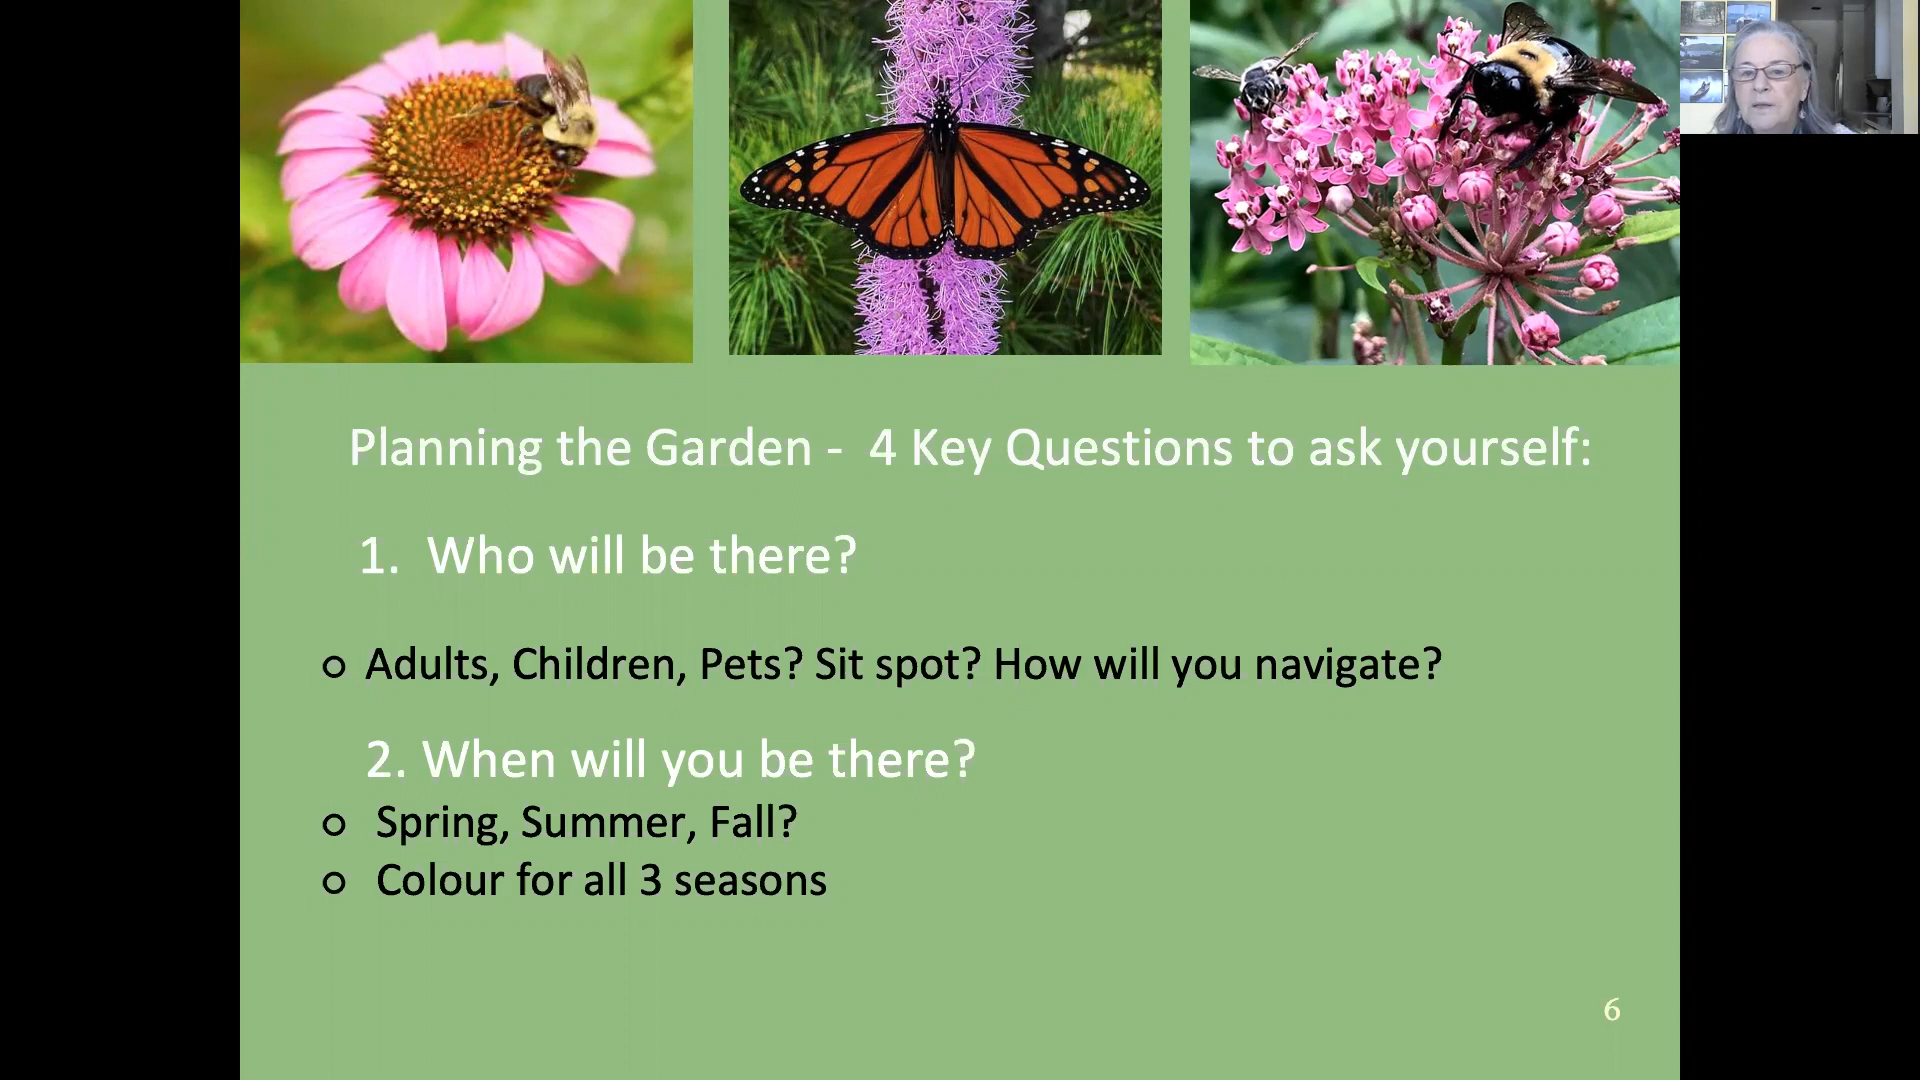 Planning the Garden - 4 Key Questions to ask yourself:
1. Who will be there?
○ Adults, Children, Pets? Sit spot? How will you navigate?
2. When will you be there?
○ Spring, Summer, Fall?
○ Colour for all 3 seasons
6